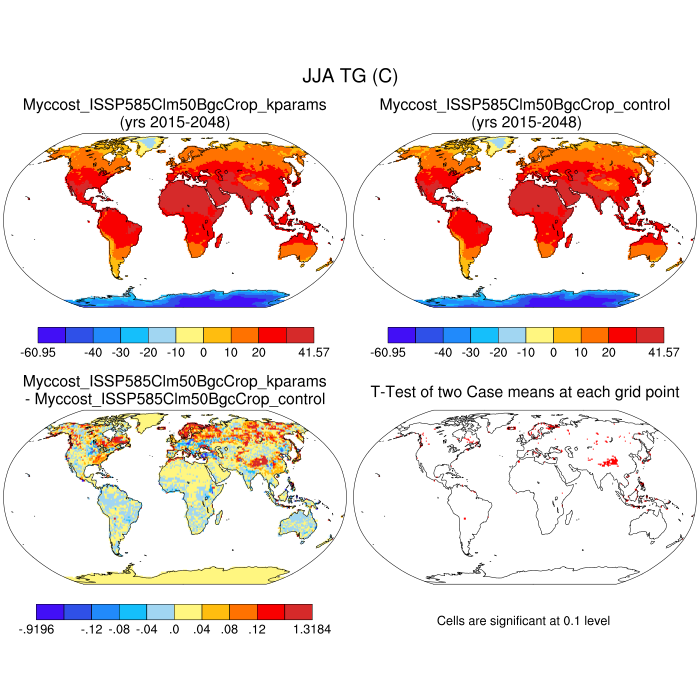 JJA TG (C)
Myccost_ISSP585Clm50BgcCrop_kparams
(yrs 2015-2048)
Myccost_ISSP585Clm50BgcCrop_control
(yrs 2015-2048)
-60.95 -40 -30 -20 -10 0 10 20 41.57
-60.95 -40 -30 -20 -10 0 10 20 41.57
Myccost_ISSP585Clm50BgcCrop_kparams
- Myccost_ISSP585Clm50BgcCrop_control
T-Test of two Case means at each grid point
-.9196 -.12 -.08 -.04 .0 .04 .08 .12 1.3184
Cells are significant at 0.1 level